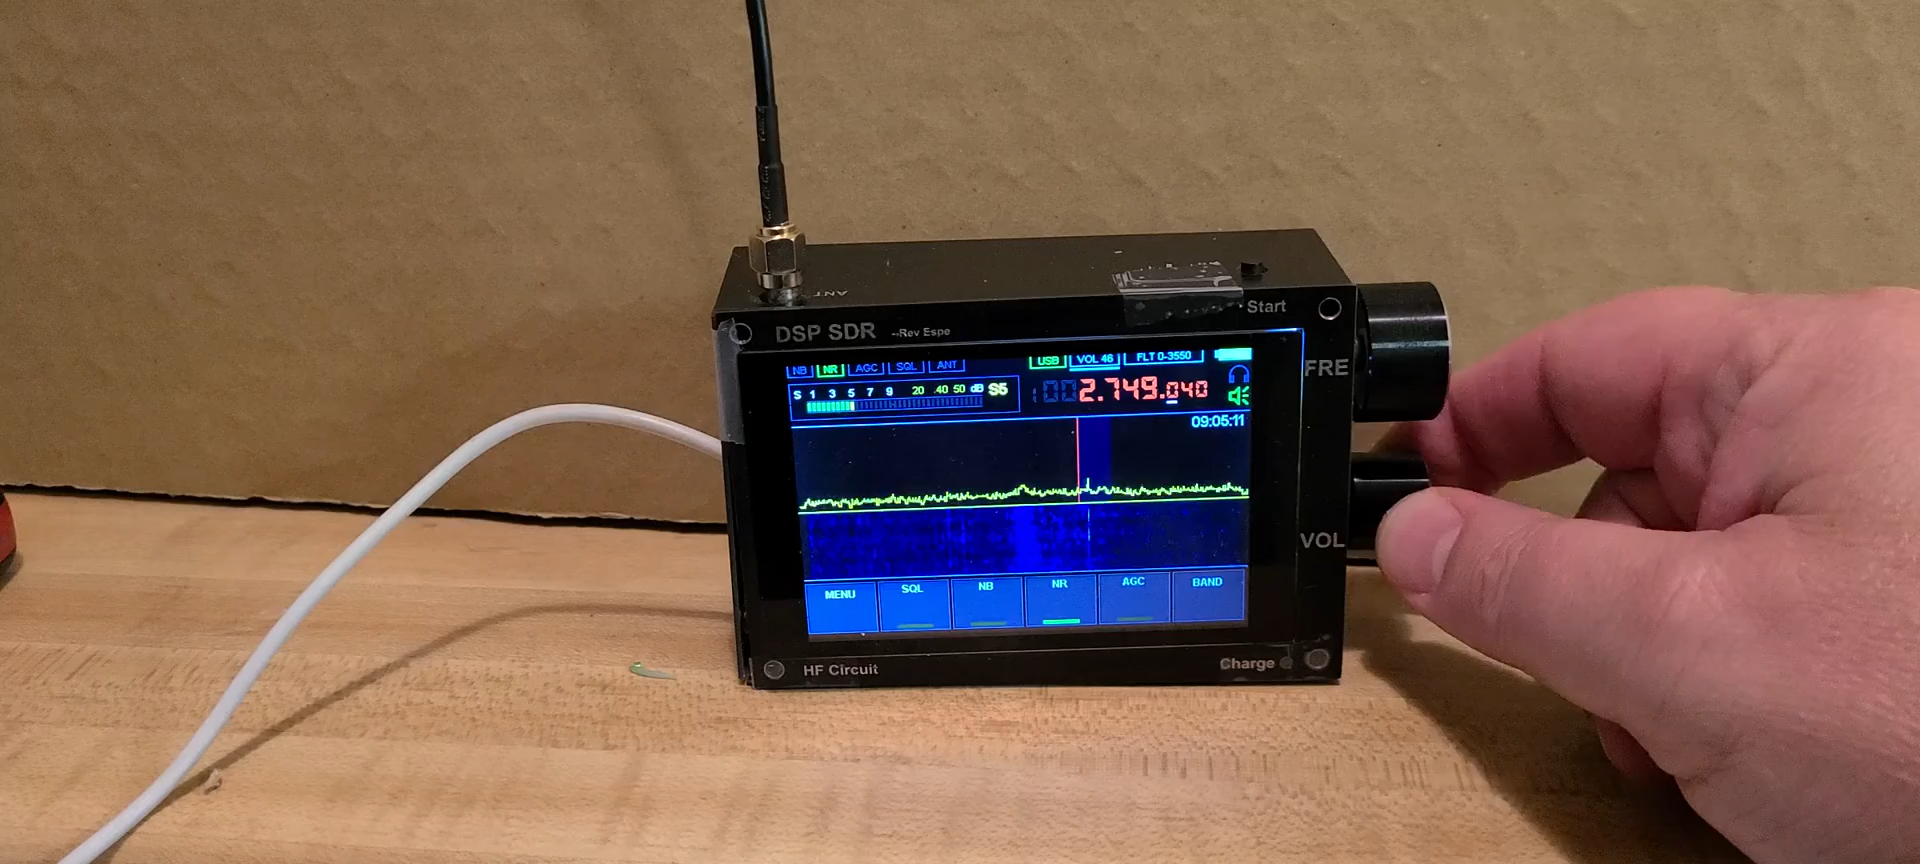 ANT
Start
DSP SDR --Rev Espe
FRE
NB NR AGC SQL ANT USB VOL 46 FLT 0-3550
S 1 3 5 7 9 20 40 50 dB S5
2.749.040
09:05:11
VOL
MENU SQL NB NR AGC BAND
HF Circuit
Charge